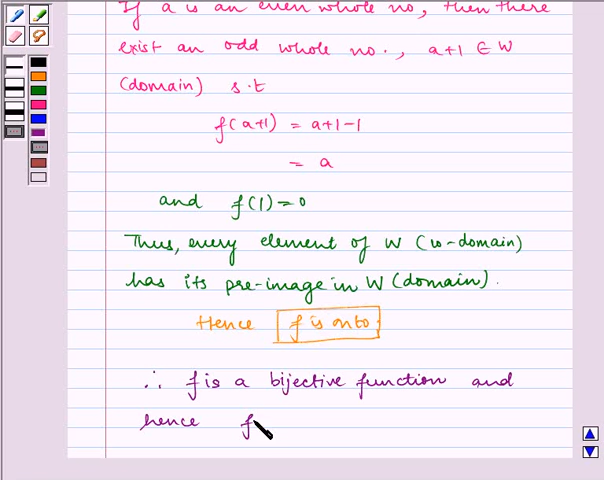 If a is an even whole no., then there
exist an odd whole no., a+1 ∈ W
(domain) s.t
f(a+1) = a+1-1
= a
and f(1)=0
Thus, every element of W (co-domain)
has its pre-image in W (domain).
Hence f is onto.
∴ f is a bijective function and
hence f